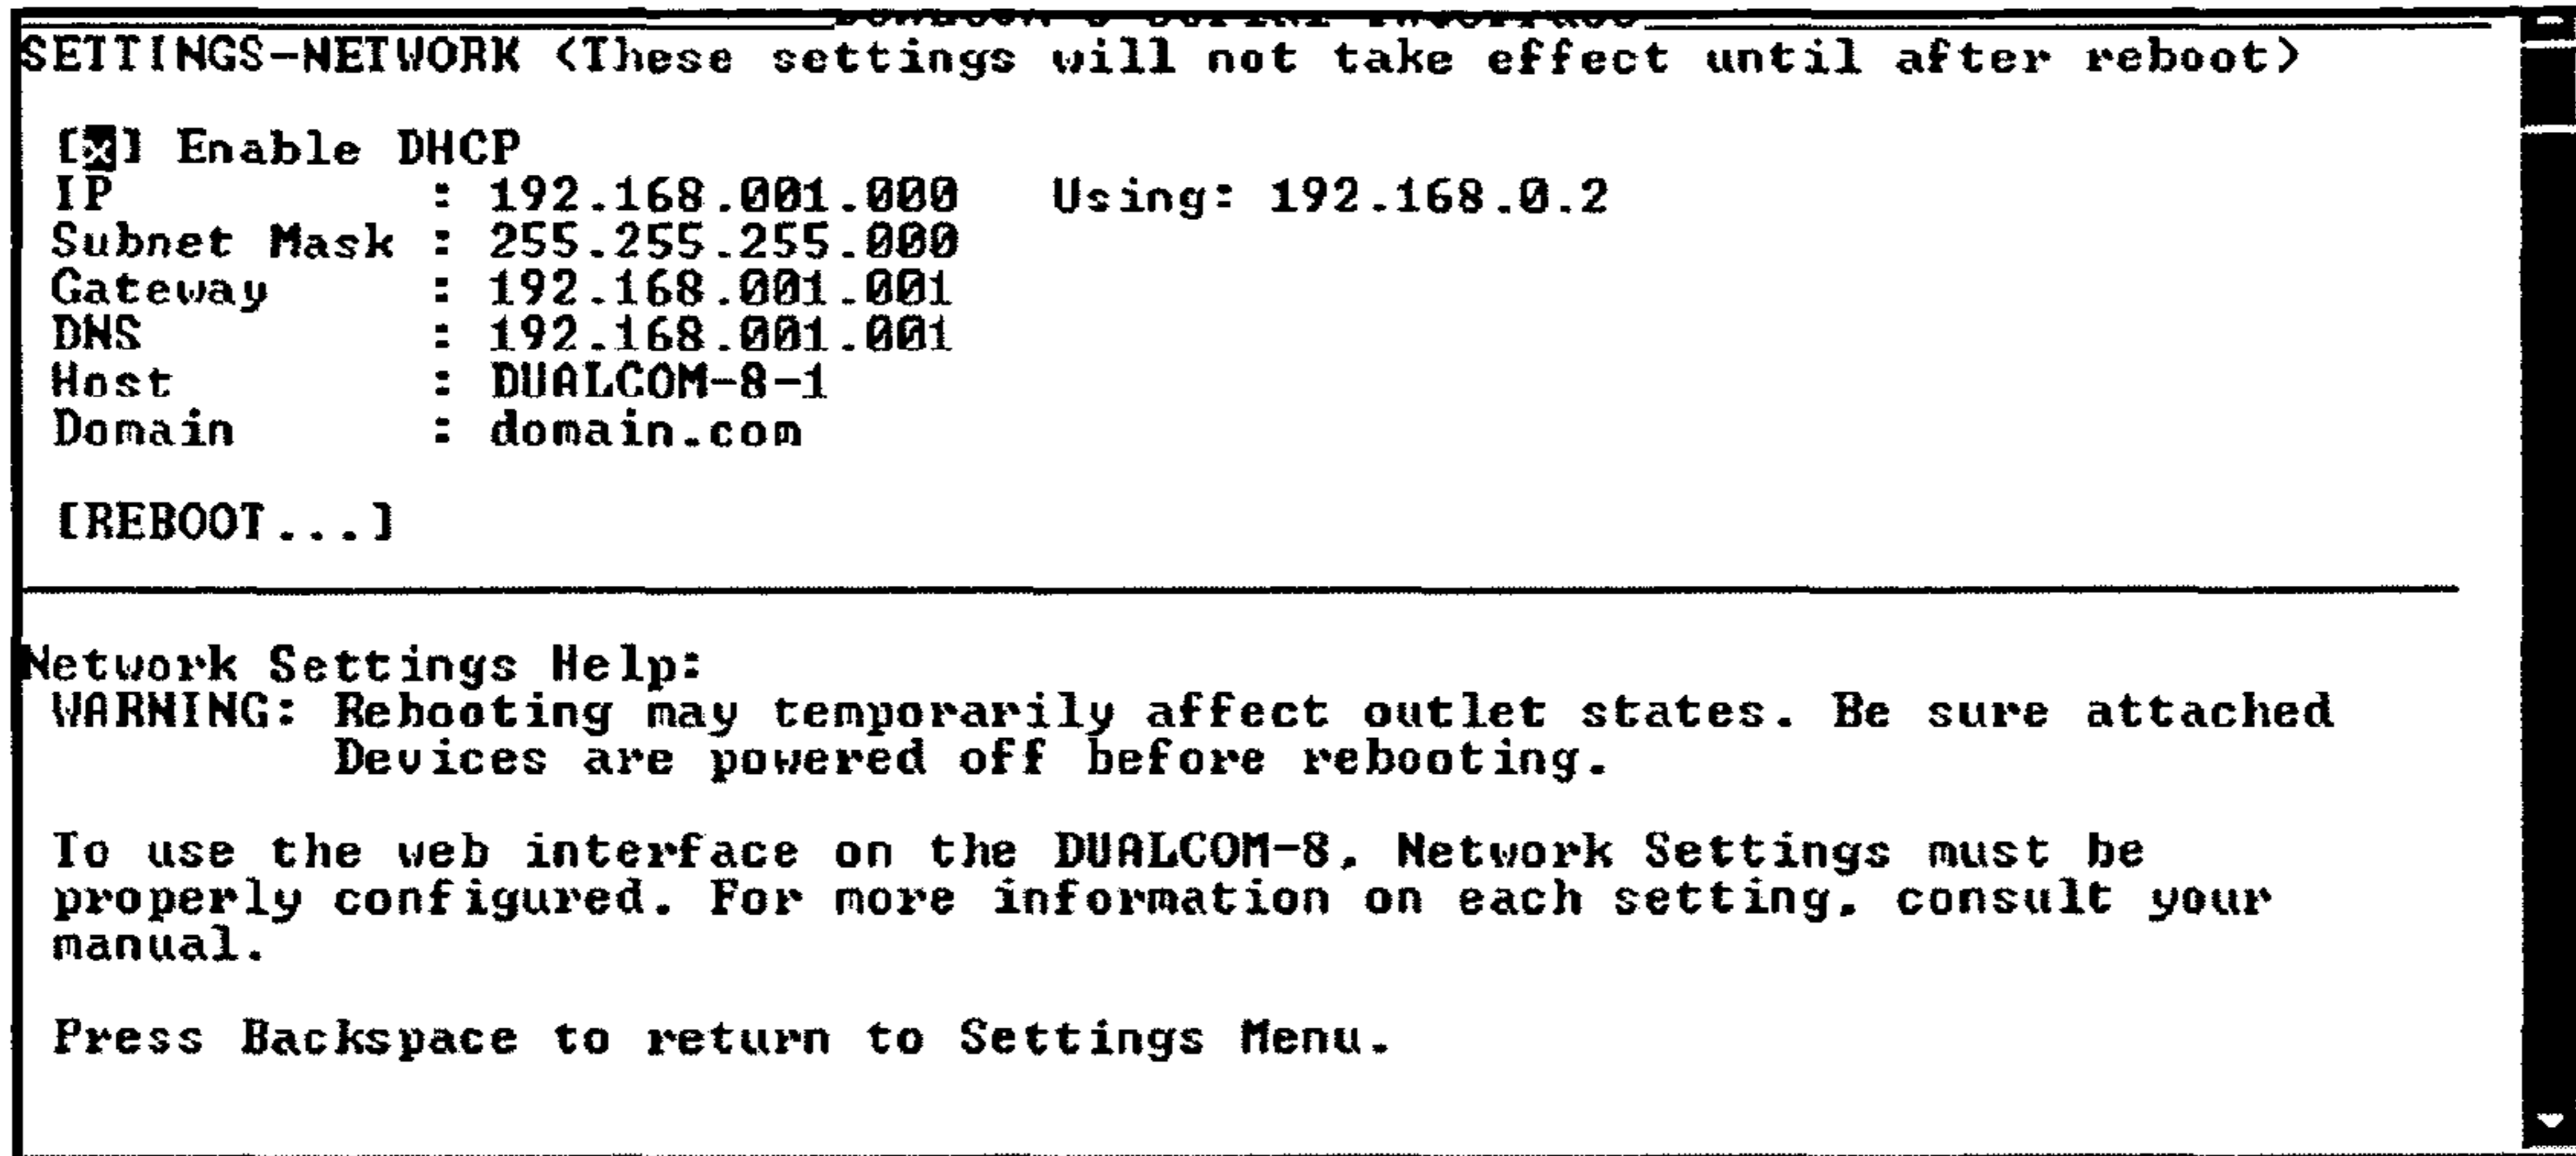 SETTINGS-NETWORK (These settings will not take effect until after reboot)
[x] Enable DHCP
IP : 192.168.001.000 Using: 192.168.0.2
Subnet Mask : 255.255.255.000
Gateway : 192.168.001.001
DNS : 192.168.001.001
Host : DUALCOM-8-1
Domain : domain.com
[REBOOT...]
Network Settings Help:
WARNING: Rebooting may temporarily affect outlet states. Be sure attached
Devices are powered off before rebooting.
To use the web interface on the DUALCOM-8, Network Settings must be
properly configured. For more information on each setting, consult your
manual.
Press Backspace to return to Settings Menu.